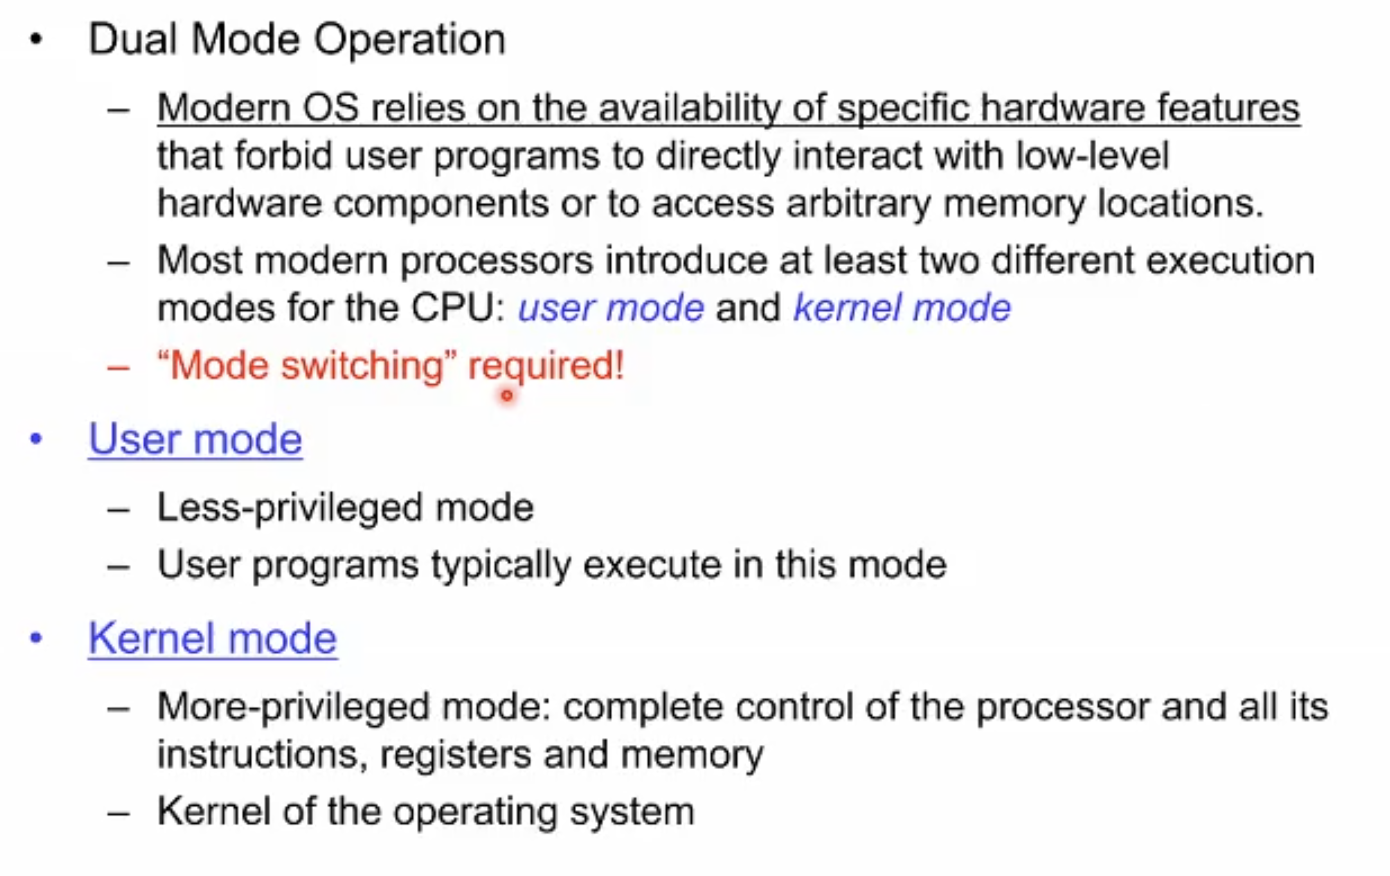 • Dual Mode Operation
– Modern OS relies on the availability of specific hardware features
that forbid user programs to directly interact with low-level
hardware components or to access arbitrary memory locations.
– Most modern processors introduce at least two different execution
modes for the CPU: user mode and kernel mode
– “Mode switching” required!
• User mode
– Less-privileged mode
– User programs typically execute in this mode
• Kernel mode
– More-privileged mode: complete control of the processor and all its
instructions, registers and memory
– Kernel of the operating system